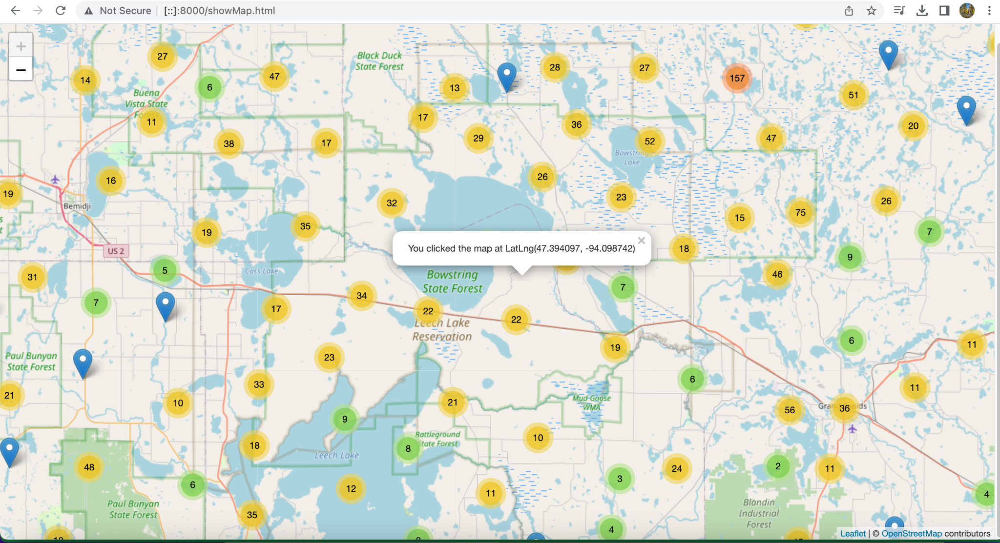 Not Secure
[::]:8000/showMap.html
+
−
27
14
6
47
Black Duck
State Forest
13
28
27
157
51
Buena
Vista State
Forest
11
17
36
29
38
17
52
47
20
Bowstring
Lake
16
26
19
Bemidji
32
23
26
15
75
7
19
35
US 2
You clicked the map at LatLng(47.394097, -94.098742)
×
18
9
5
Cass Lake
31
Bowstring
State Forest
46
7
7
34
17
22
22
Leech Lake
Reservation
6
11
19
23
Paul Bunyan
State Forest
6
33
11
21
10
21
Mud Goose
WMA
56
36
9
Battleground
State Forest
10
18
8
Leech Lake
48
24
2
11
6
12
3
11
4
Paul Bunyan
State Forest
35
Blandin
Industrial
Forest
4
Leaflet | © OpenStreetMap contributors